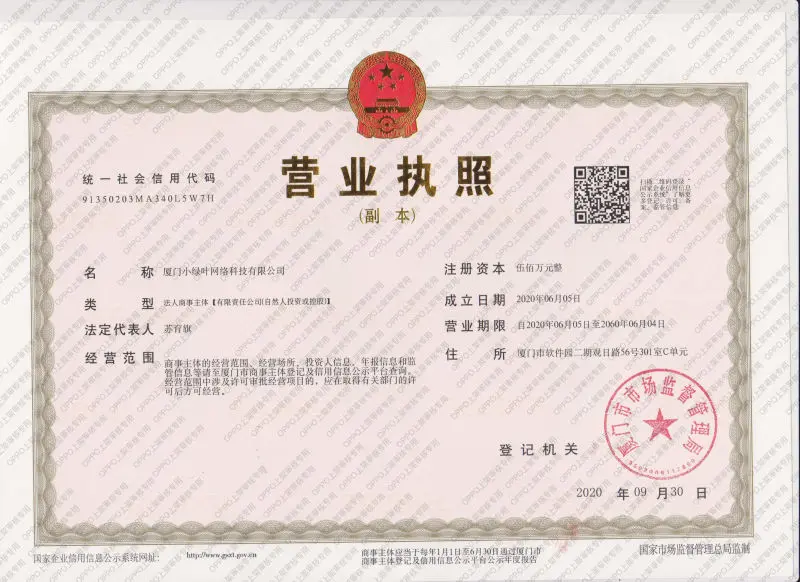 营业执照
(副本)
统一社会信用代码
91350203MA340L5W7H
扫描二维码登录“
国家企业信用信息
公示系统”了解更
多登记、许可、备
案、监管信息
名称 厦门小绿叶网络科技有限公司
类型 法人商事主体【有限责任公司(自然人投资或控股)】
法定代表人 苏育旗
经营范围 商事主体的经营范围、经营场所、投资人信息、年报信息和监
管信息等请至厦门市商事主体登记及信用信息公示平台查询。
经营范围中涉及许可审批经营项目的，应在取得有关部门的许
可后方可经营。
注册资本 伍佰万元整
成立日期 2020年06月05日
营业期限 自2020年06月05日至2060年06月04日
住所 厦门市软件园二期观日路56号301室C单元
登记机关
厦门市市场监督管理局
2020 年 09 月 30 日
国家企业信用信息公示系统网址: http://www.gsxt.gov.cn
商事主体应当于每年1月1日至6月30日通过厦门市
商事主体登记及信用信息公示平台公示年度报告
国家市场监督管理总局监制
OPPO上架审核专用